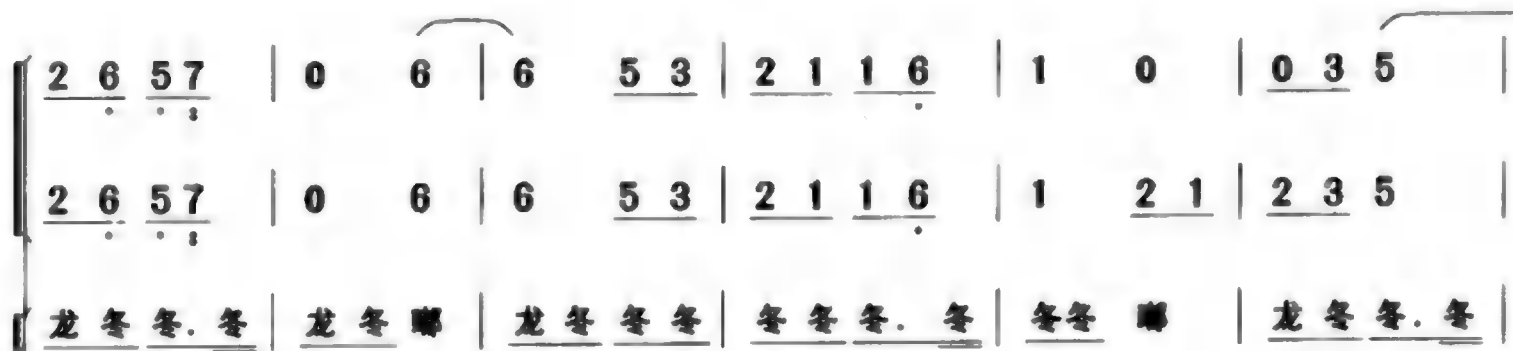 2 6 5 7 | 0 6 | 6 5 3 | 2 1 1 6 | 1 0 | 0 3 5 |
2 6 5 7 | 0 6 | 6 5 3 | 2 1 1 6 | 1 2 1 | 2 3 5 |
龙 冬 冬. 冬 | 龙 冬 | 龙 冬 冬 冬 | 冬 冬 冬. 冬 | 冬冬 | 龙 冬 冬. 冬 |